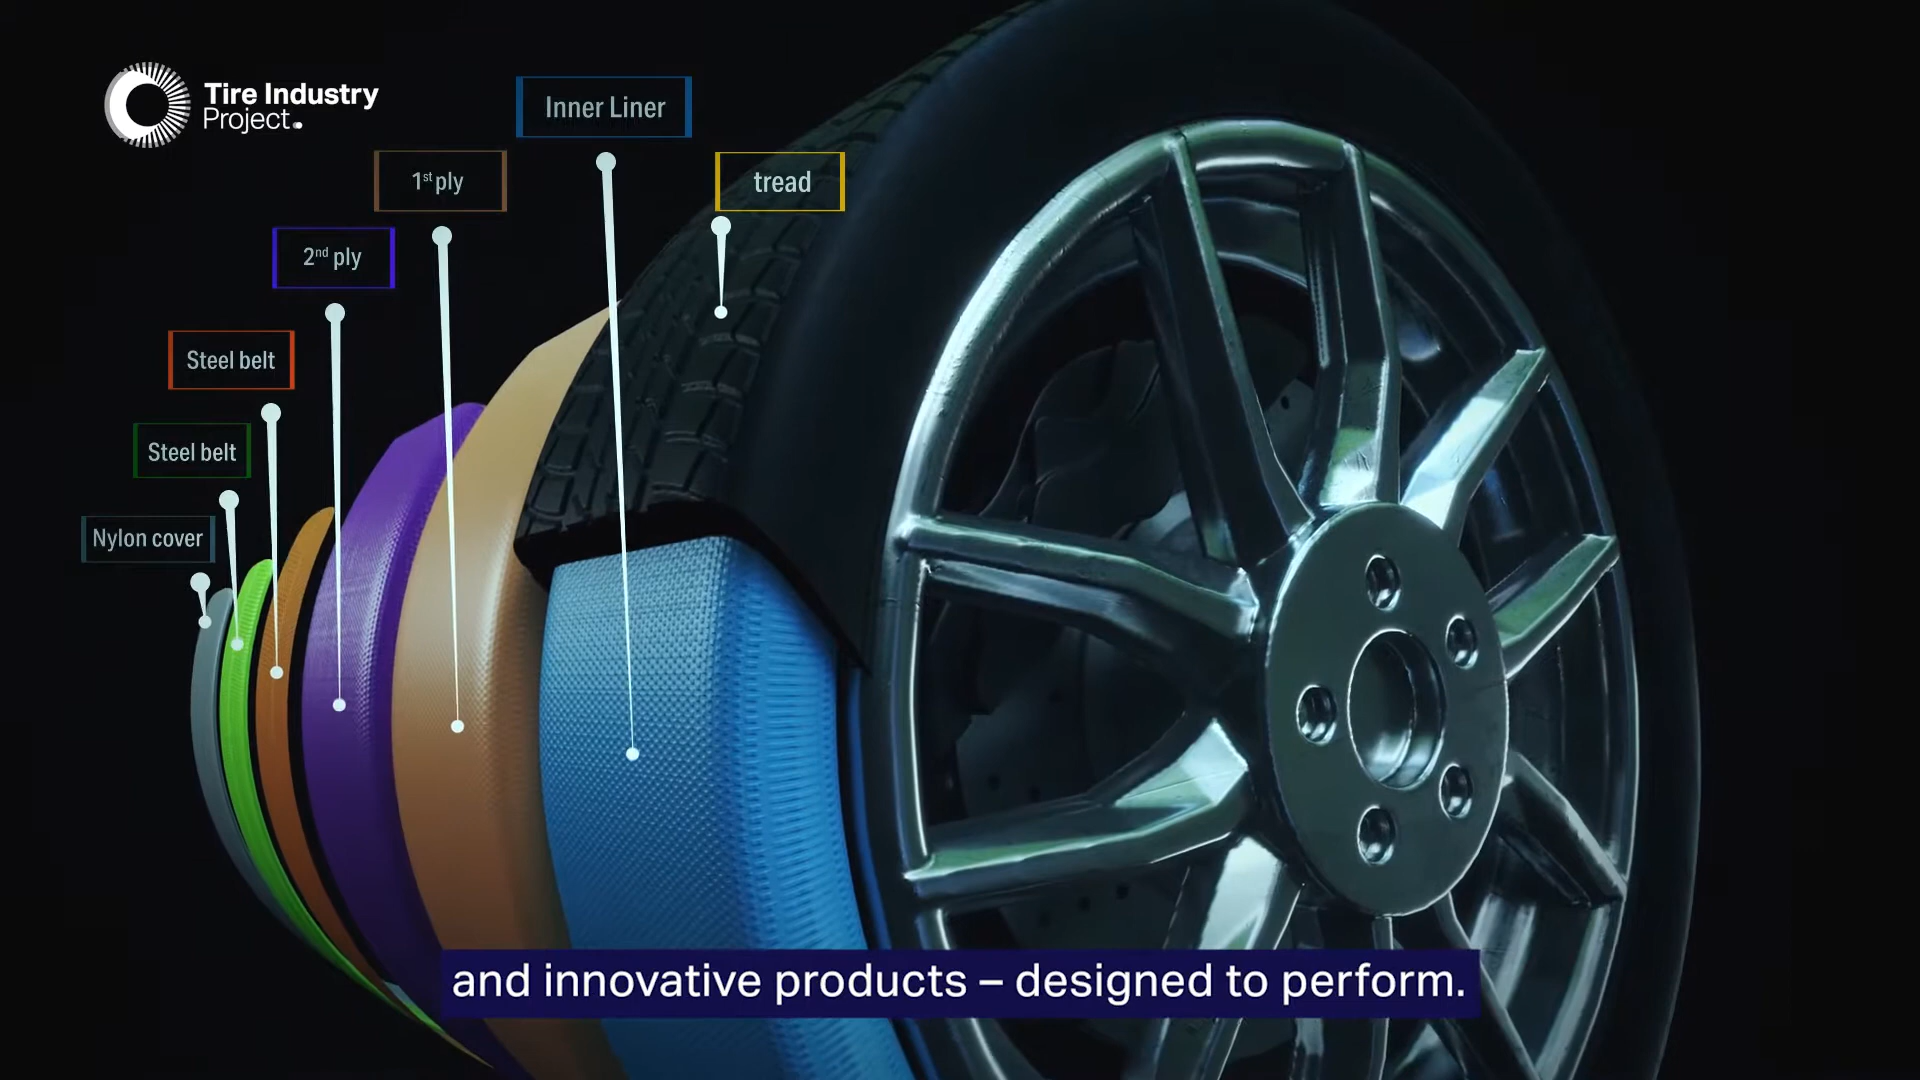 Tire Industry
Project.
Inner Liner
1st ply
tread
2nd ply
Steel belt
Steel belt
Nylon cover
and innovative products – designed to perform.